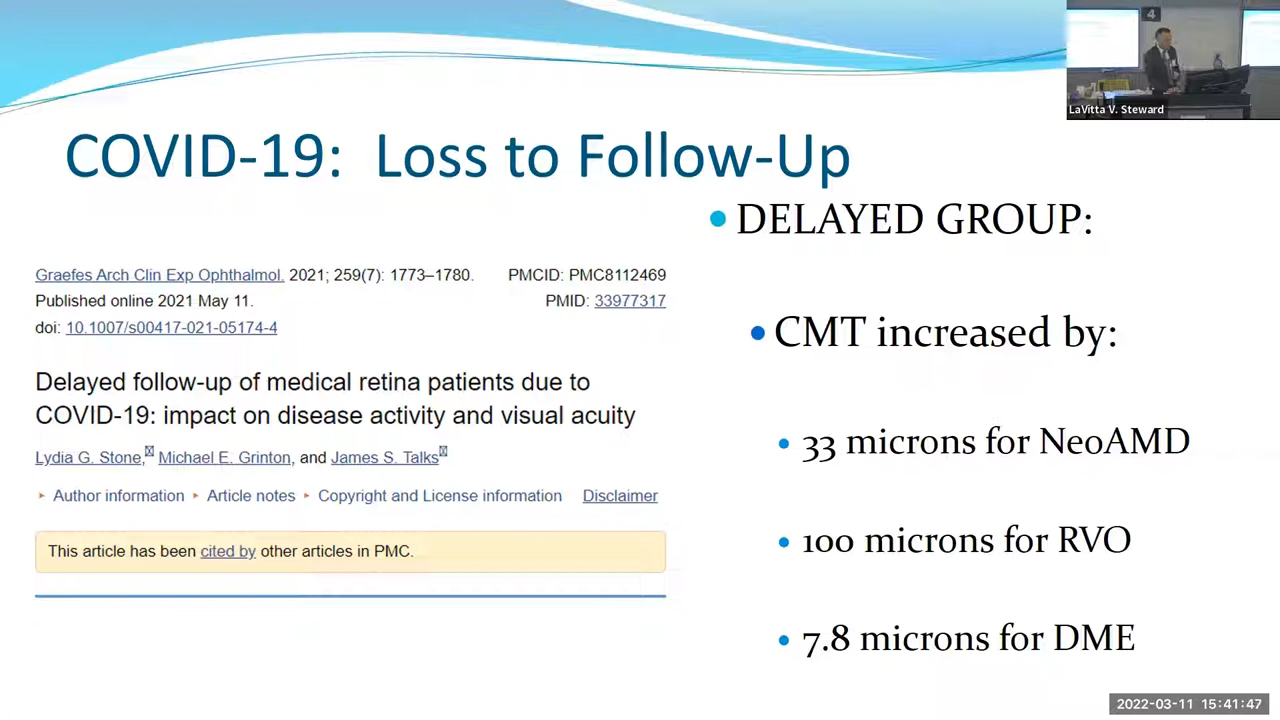 4
LaVitta V. Steward
COVID-19: Loss to Follow-Up
Graefes Arch Clin Exp Ophthalmol. 2021; 259(7): 1773–1780. PMCID: PMC8112469
Published online 2021 May 11. PMID: 33977317
doi: 10.1007/s00417-021-05174-4
Delayed follow-up of medical retina patients due to
COVID-19: impact on disease activity and visual acuity
Lydia G. Stone, Michael E. Grinton, and James S. Talks
Author information Article notes Copyright and License information Disclaimer
This article has been cited by other articles in PMC.
DELAYED GROUP:
CMT increased by:
33 microns for NeoAMD
100 microns for RVO
7.8 microns for DME
2022-03-11 15:41:47